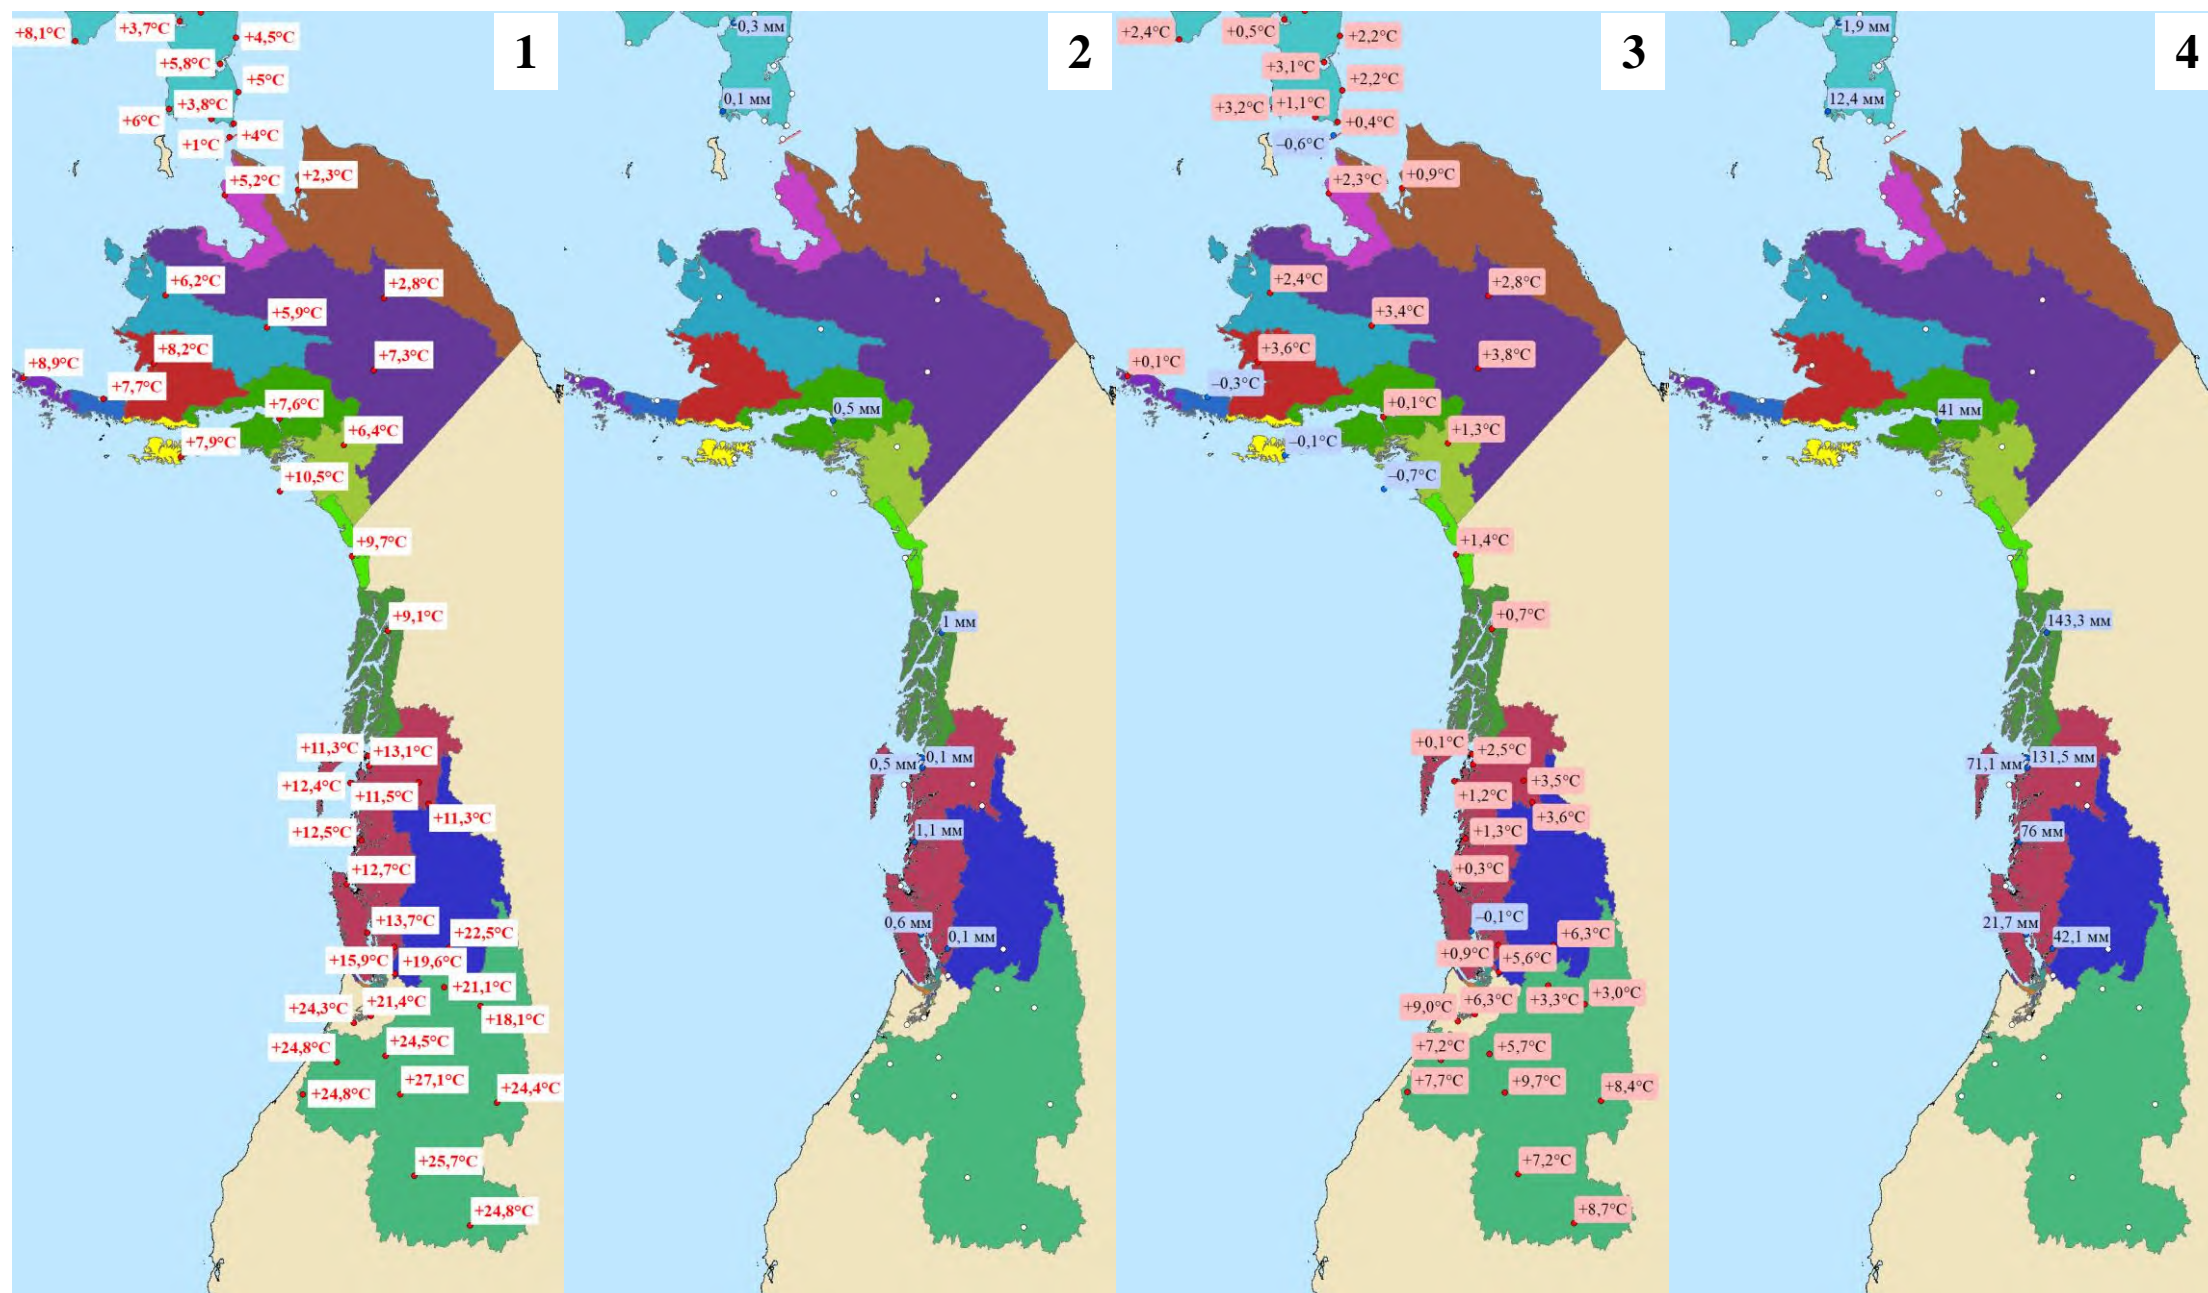 1
+8,1°C
+3,7°C
+4,5°C
+5,8°C
+5°C
+3,8°C
+6°C
+4°C
+1°C
+5,2°C
+2,3°C
+6,2°C
+2,8°C
+5,9°C
+8,2°C
+7,3°C
+8,9°C
+7,7°C
+7,6°C
+7,9°C
+6,4°C
+10,5°C
+9,7°C
+9,1°C
+11,3°C
+13,1°C
+12,4°C
+11,5°C
+11,3°C
+12,5°C
+12,7°C
+13,7°C
+22,5°C
+15,9°C
+19,6°C
+21,1°C
+24,3°C
+21,4°C
+18,1°C
+24,8°C
+24,5°C
+24,8°C
+27,1°C
+24,4°C
+25,7°C
+24,8°C
2
0,3 мм
0,1 мм
0,5 мм
1 мм
0,5 мм
0,1 мм
1,1 мм
0,6 мм
0,1 мм
3
+2,4°C
+0,5°C
+2,2°C
+3,1°C
+2,2°C
+3,2°C
+1,1°C
+0,4°C
–0,6°C
+2,3°C
+0,9°C
+2,4°C
+2,8°C
+3,4°C
+3,6°C
+3,8°C
+0,1°C
–0,3°C
+0,1°C
–0,1°C
+1,3°C
–0,7°C
+1,4°C
+0,7°C
+0,1°C
+2,5°C
+3,5°C
+1,2°C
+3,6°C
+1,3°C
+0,3°C
–0,1°C
+6,3°C
+0,9°C
+5,6°C
+9,0°C
+6,3°C
+3,3°C
+3,0°C
+7,2°C
+5,7°C
+7,7°C
+9,7°C
+8,4°C
+7,2°C
+8,7°C
4
1,9 мм
12,4 мм
41 мм
143,3 мм
71,1 мм
131,5 мм
76 мм
21,7 мм
42,1 мм